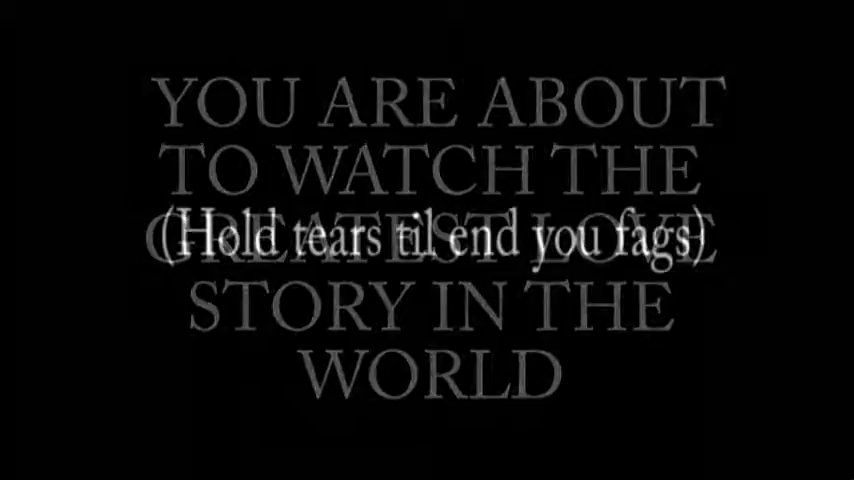 YOU ARE ABOUT
TO WATCH THE
GREATEST LOVE
(Hold tears til end you fags)
STORY IN THE
WORLD